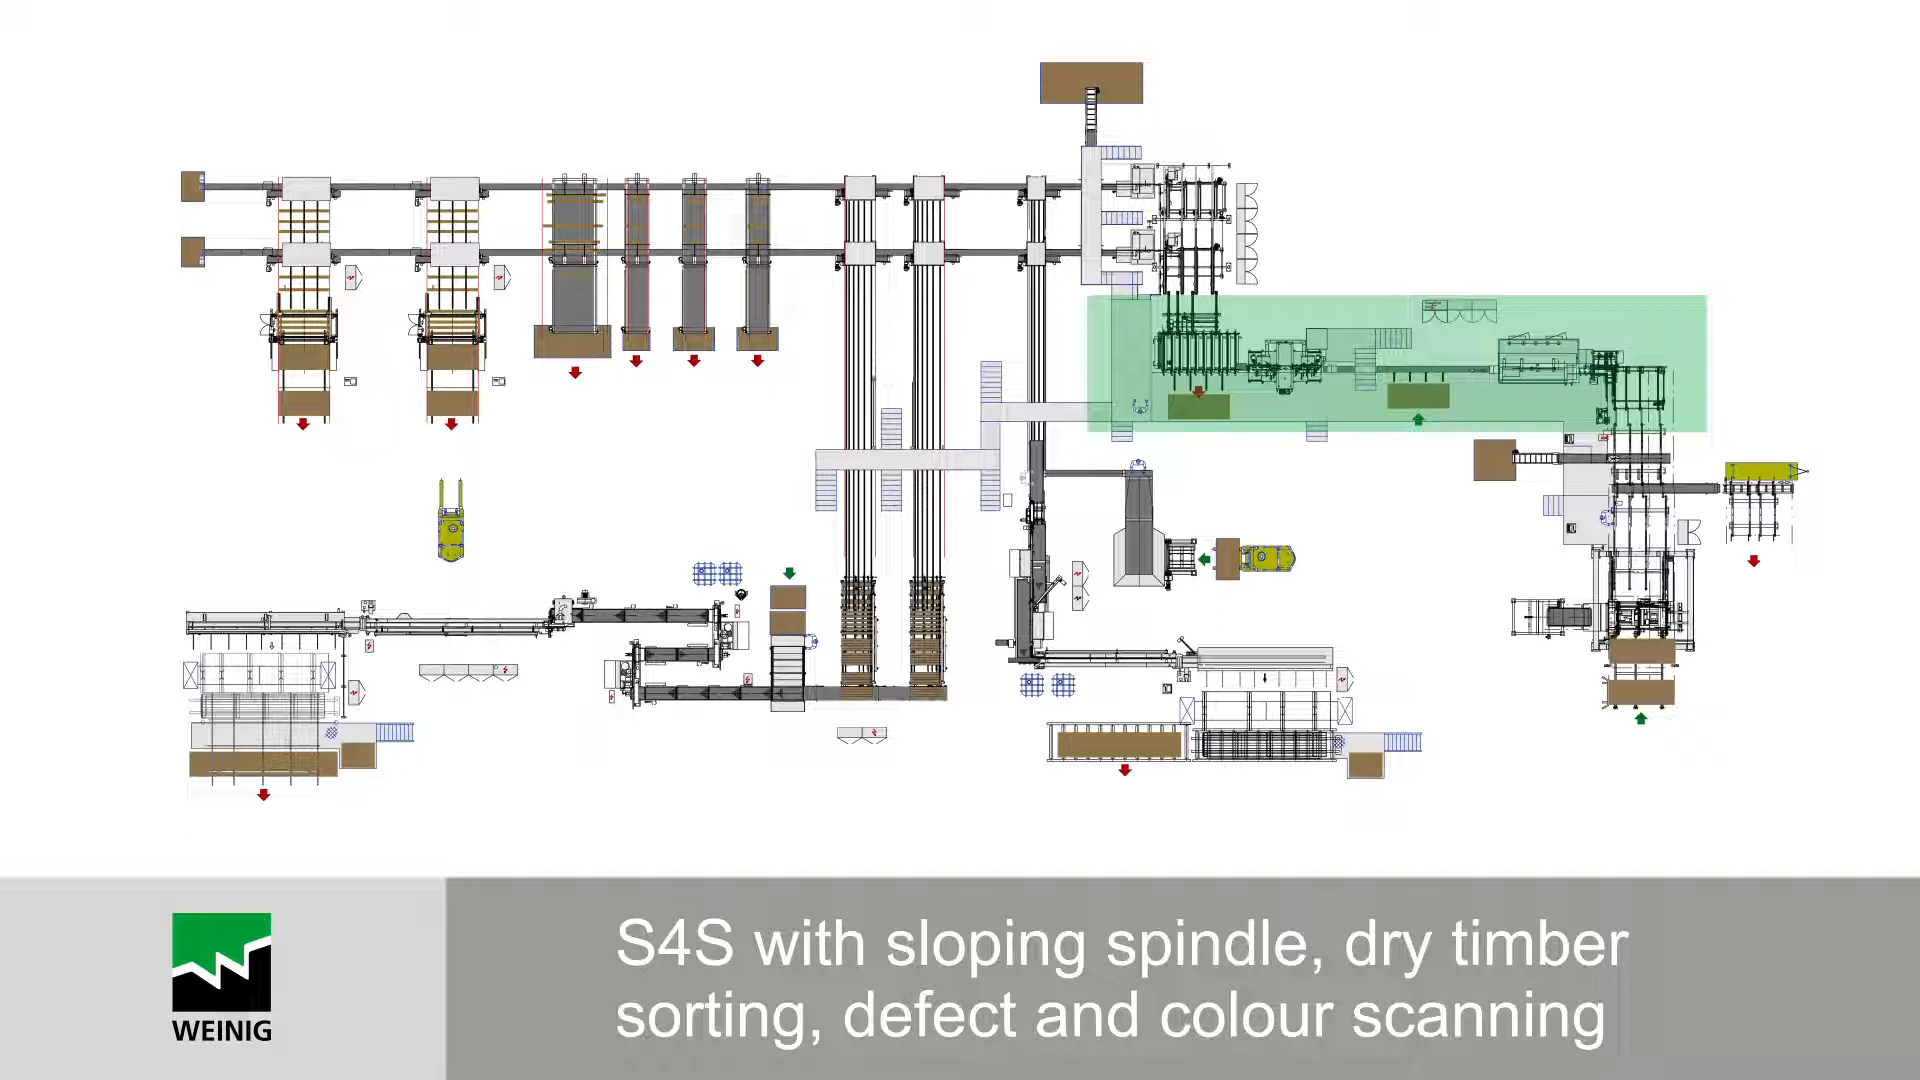 WEINIG
S4S with sloping spindle, dry timber
sorting, defect and colour scanning